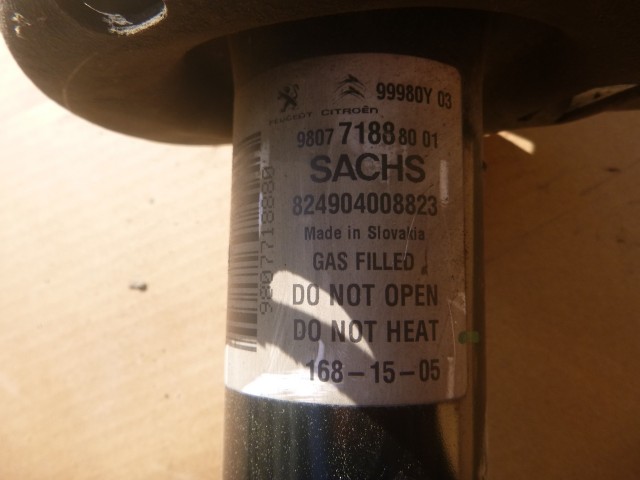 99980Y 03
PEUGEOT CITROËN
9807 7188 80 01
SACHS
824904008823
Made in Slovakia
GAS FILLED
DO NOT OPEN
DO NOT HEAT
168-15-05
9807718880